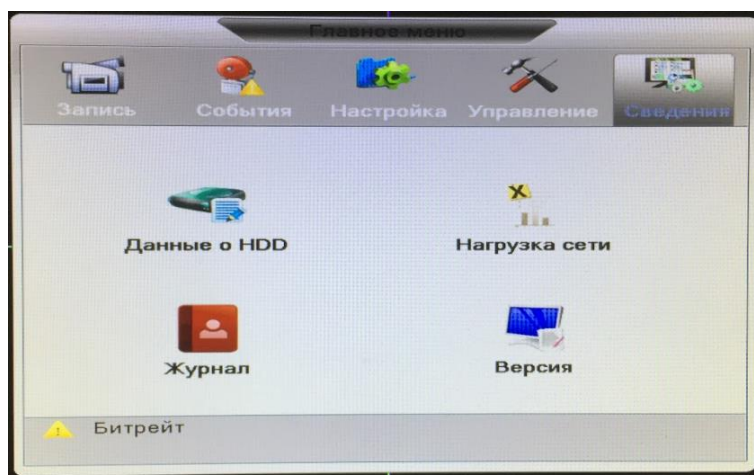 Главное меню
Запись События Настройка Управление Сведения
Данные о HDD Нагрузка сети
Журнал Версия
Битрейт